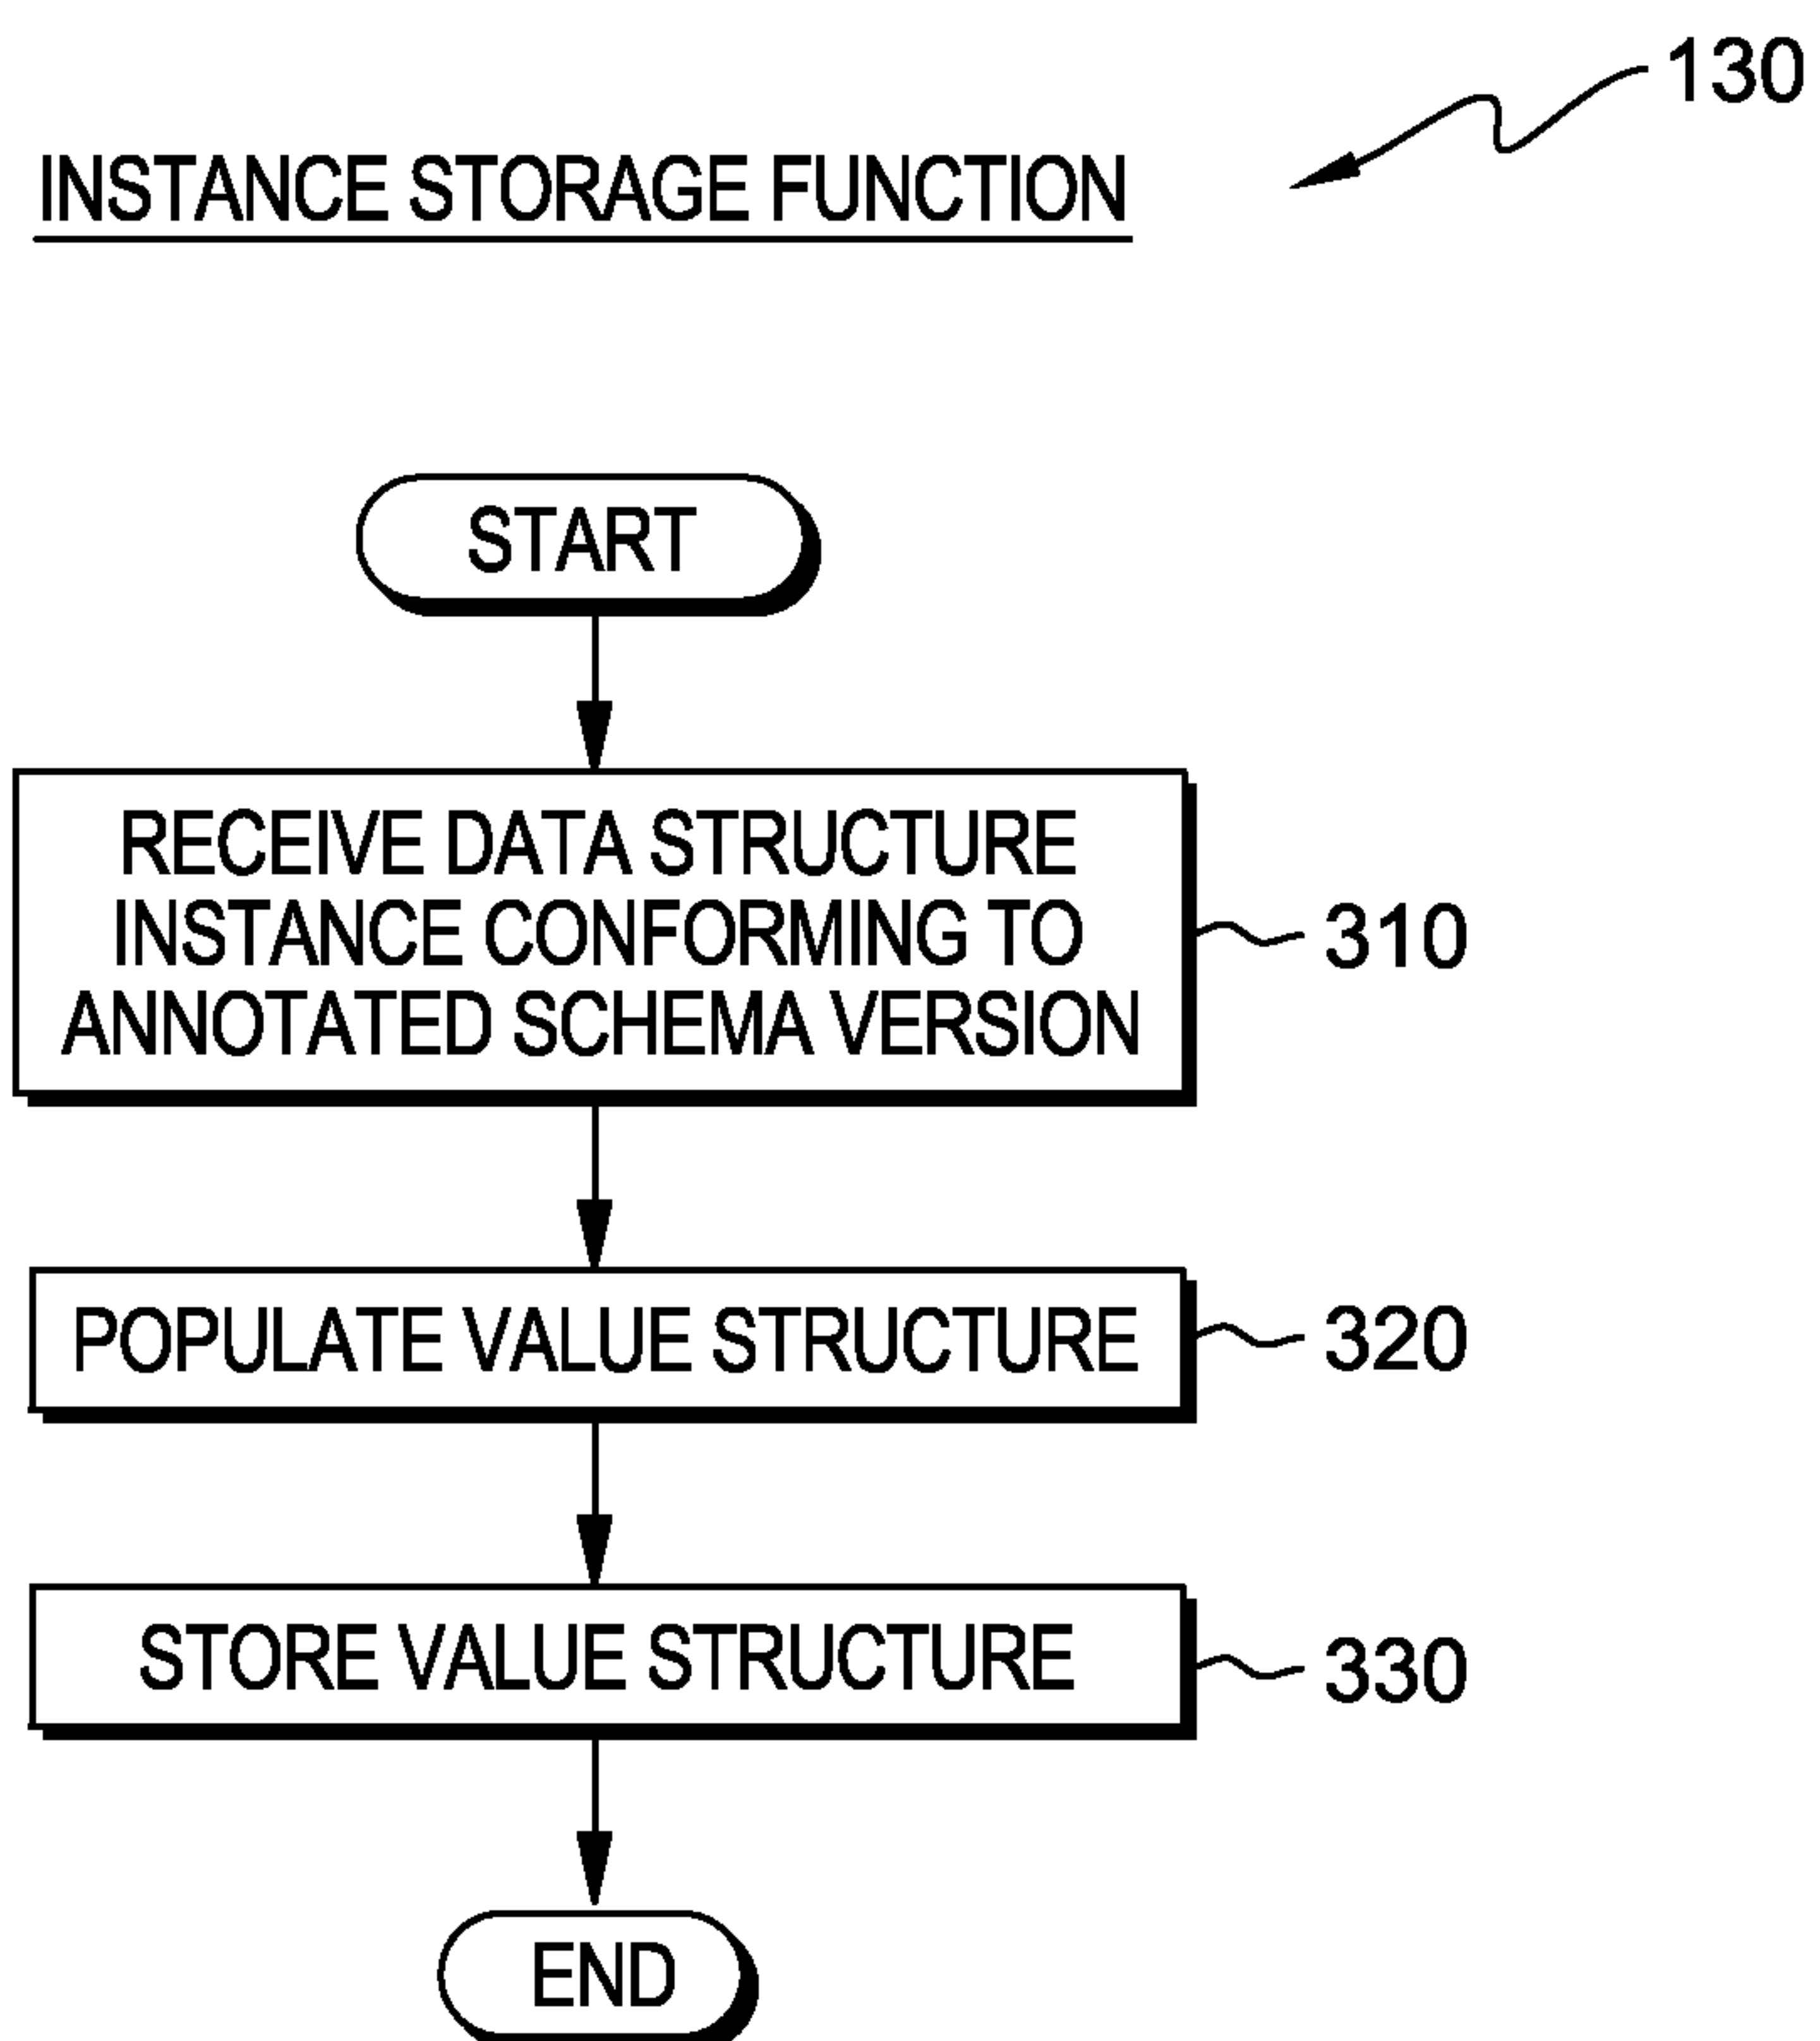 130
INSTANCE STORAGE FUNCTION
START
RECEIVE DATA STRUCTURE
INSTANCE CONFORMING TO
ANNOTATED SCHEMA VERSION
310
POPULATE VALUE STRUCTURE
320
STORE VALUE STRUCTURE
330
END